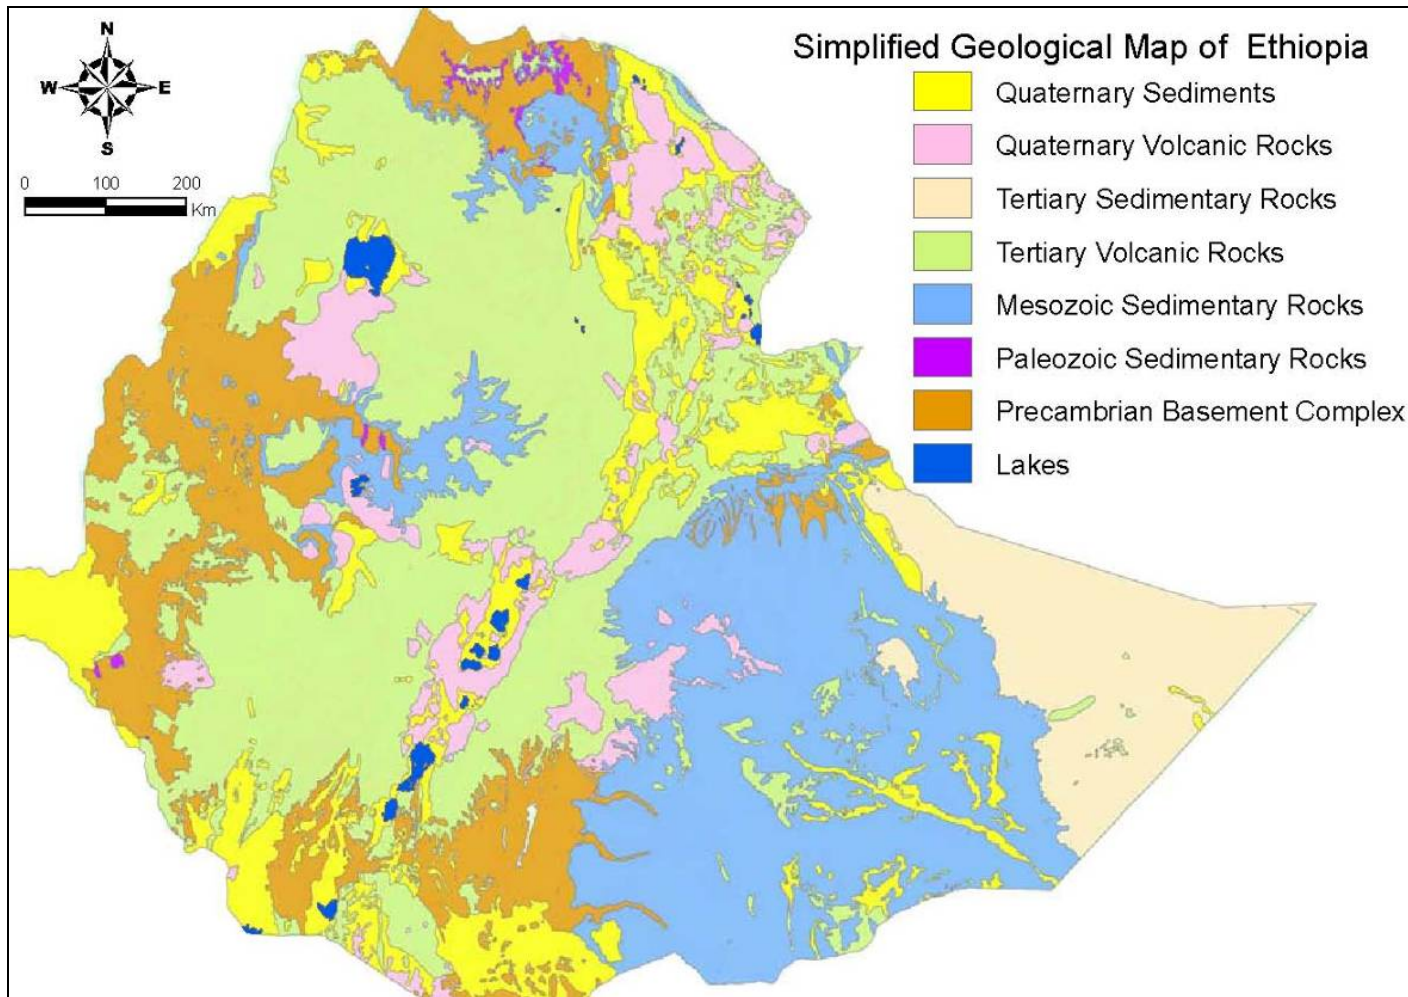 Simplified Geological Map of Ethiopia
N
W E
S
0 100 200
Km
Quaternary Sediments
Quaternary Volcanic Rocks
Tertiary Sedimentary Rocks
Tertiary Volcanic Rocks
Mesozoic Sedimentary Rocks
Paleozoic Sedimentary Rocks
Precambrian Basement Complex
Lakes